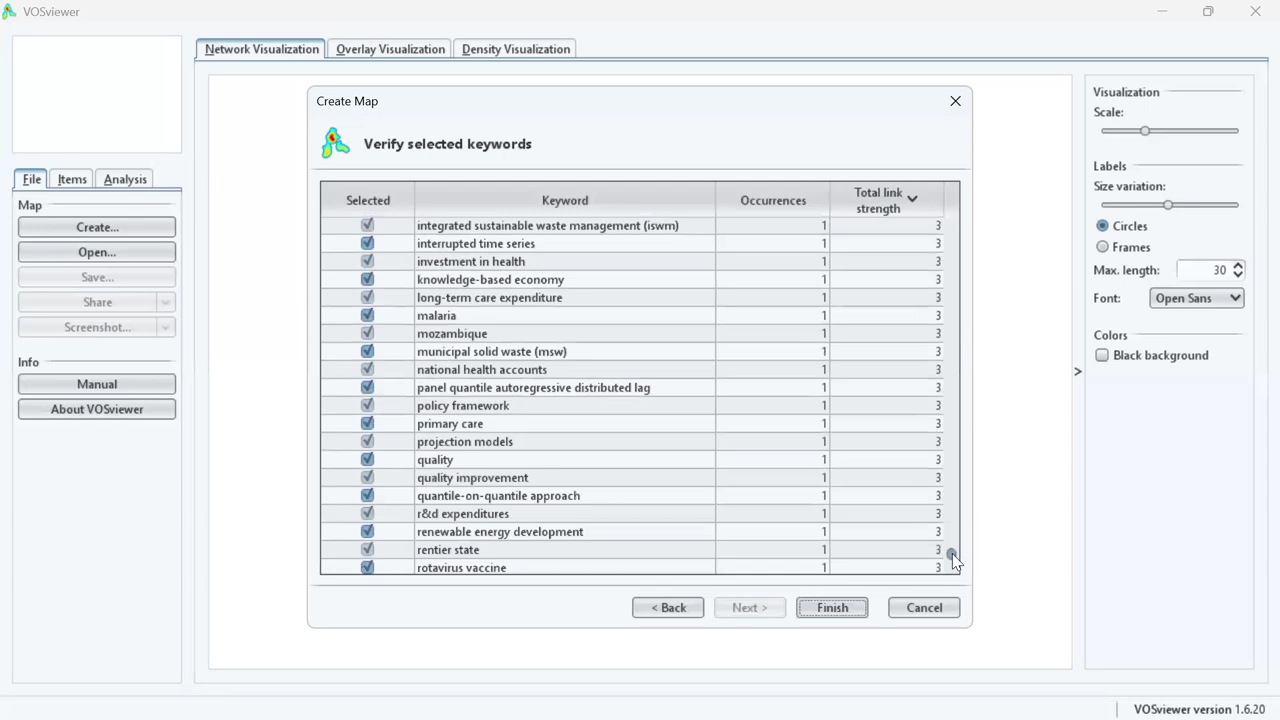 VOSviewer
Network Visualization Overlay Visualization Density Visualization
File Items Analysis
Map
Create...
Open...
Save...
Share
Screenshot...
Info
Manual
About VOSviewer
Create Map
Verify selected keywords
Selected Keyword Occurrences Total link strength
integrated sustainable waste management (iswm) 1 3
interrupted time series 1 3
investment in health 1 3
knowledge-based economy 1 3
long-term care expenditure 1 3
malaria 1 3
mozambique 1 3
municipal solid waste (msw) 1 3
national health accounts 1 3
panel quantile autoregressive distributed lag 1 3
policy framework 1 3
primary care 1 3
projection models 1 3
quality 1 3
quality improvement 1 3
quantile-on-quantile approach 1 3
r&d expenditures 1 3
renewable energy development 1 3
rentier state 1 3
rotavirus vaccine 1 3
< Back Next > Finish Cancel
Visualization
Scale:
Labels
Size variation:
Circles
Frames
Max. length: 30
Font: Open Sans
Colors
Black background
>
VOSviewer version 1.6.20